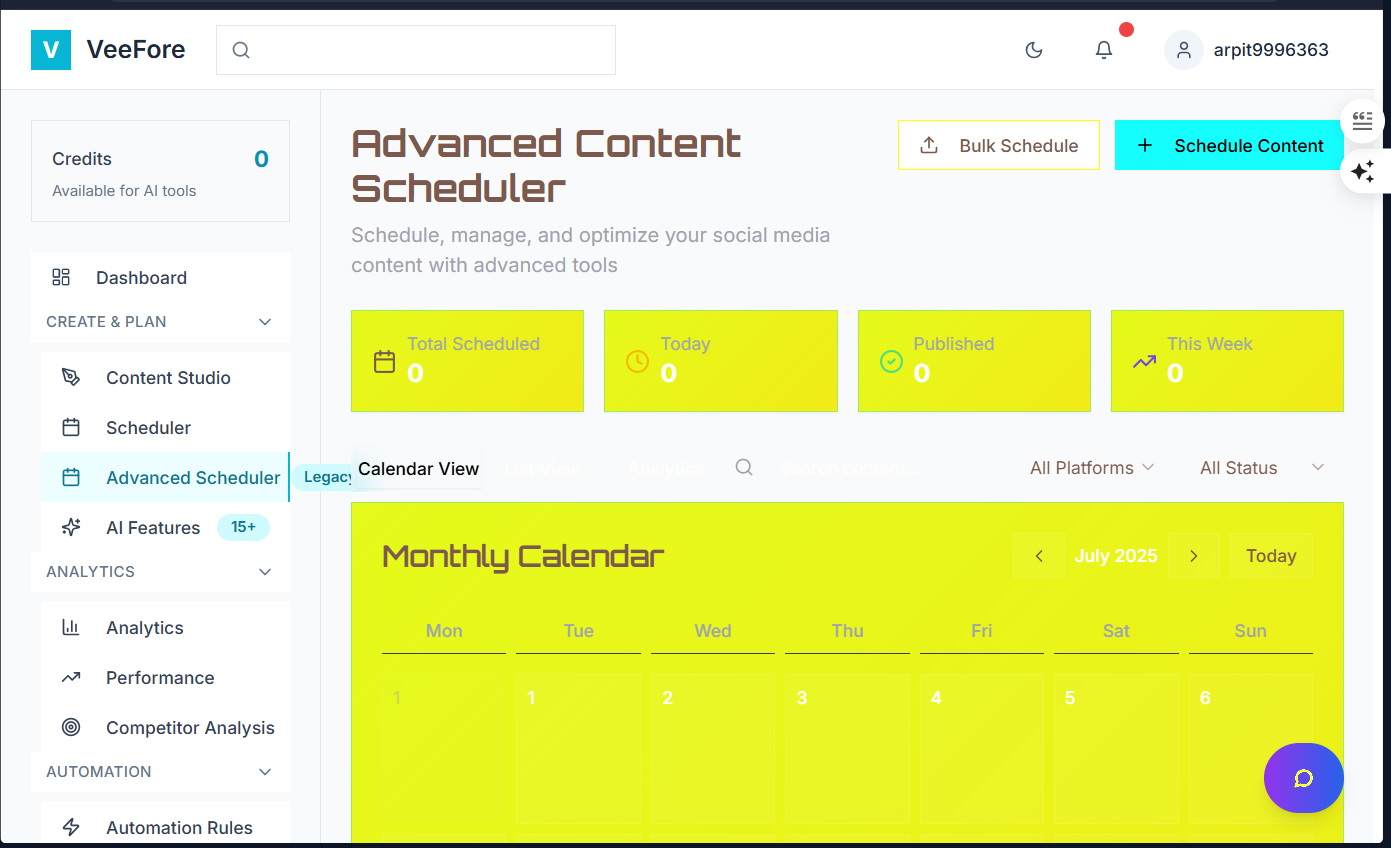 V VeeFore
arpit9996363
Credits 0
Available for AI tools
Dashboard
CREATE & PLAN
Content Studio
Scheduler
Advanced Scheduler Legacy
AI Features 15+
ANALYTICS
Analytics
Performance
Competitor Analysis
AUTOMATION
Automation Rules
Advanced Content
Scheduler
Schedule, manage, and optimize your social media
content with advanced tools
Bulk Schedule
Schedule Content
Total Scheduled
0
Today
0
Published
0
This Week
0
Calendar View List View Analytics Search content... All Platforms All Status
Monthly Calendar
July 2025 Today
Mon Tue Wed Thu Fri Sat Sun
1 1 2 3 4 5 6